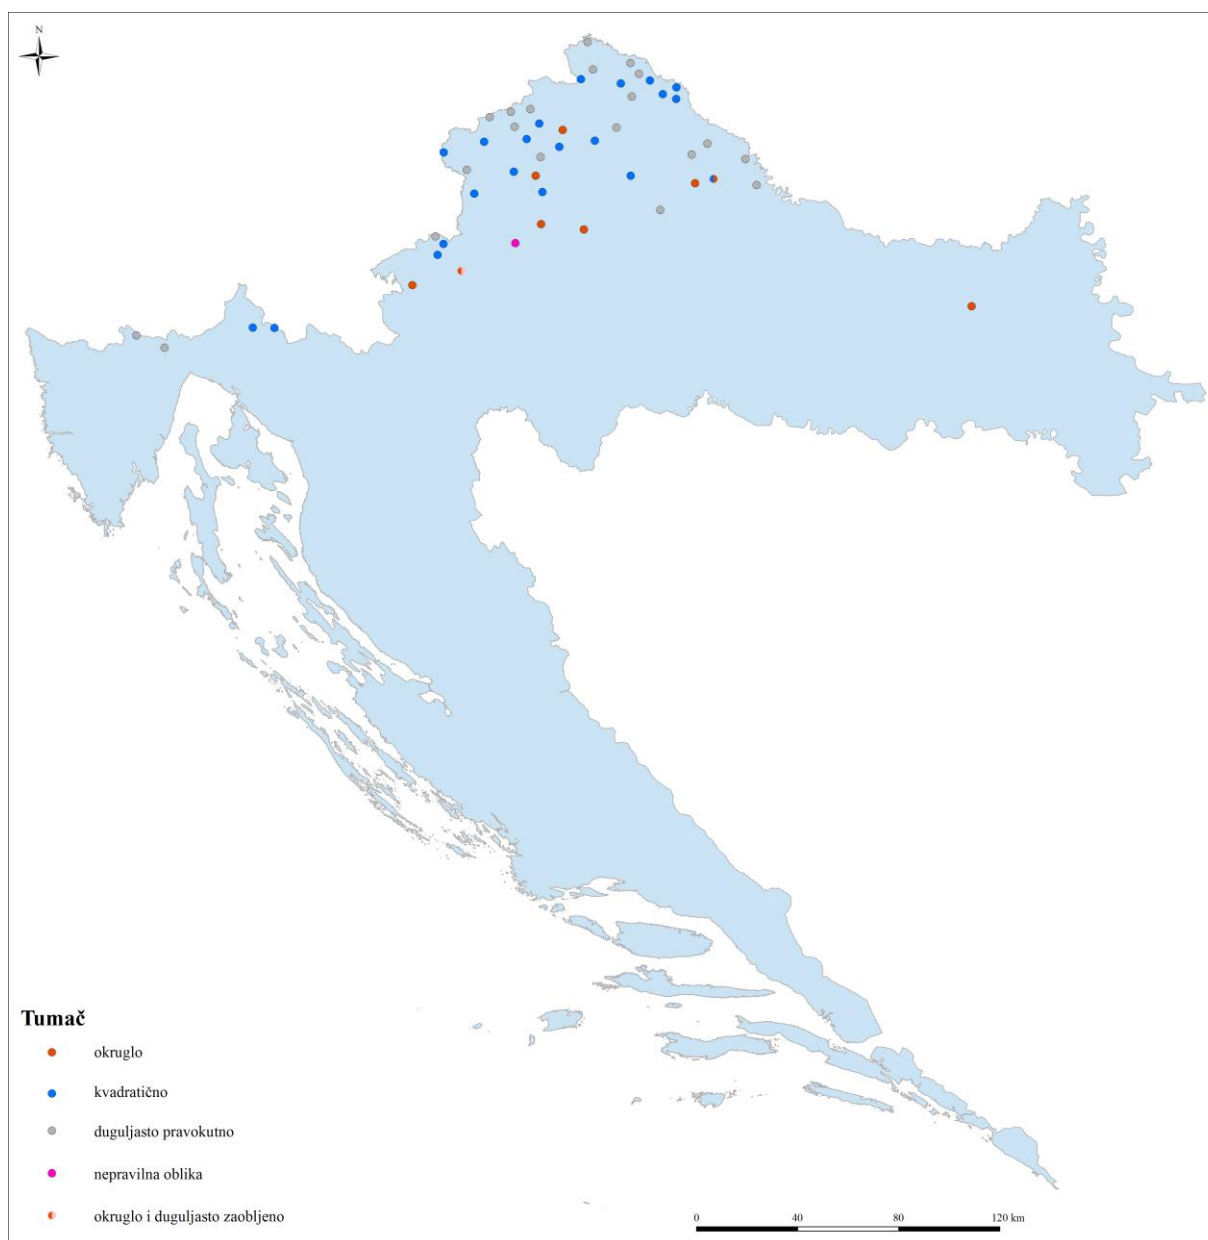 N
Tumač
okruglo
kvadratično
duguljasto pravokutno
nepravilna oblika
okruglo i duguljasto zaobljeno
0 40 80 120 km